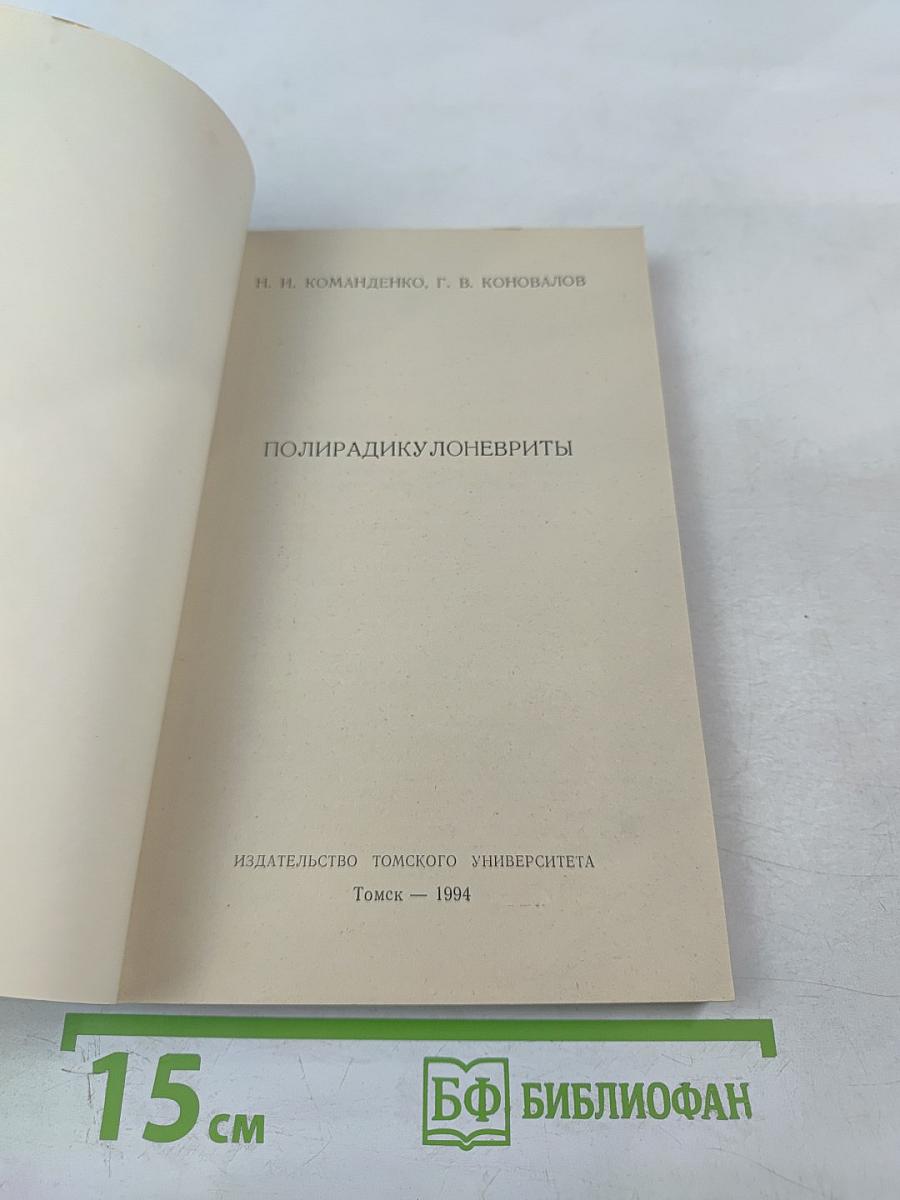 Н. И. КОМАНДЕНКО, Г. В. КОНОВАЛОВ
ПОЛИРАДИКУЛОНЕВРИТЫ
ИЗДАТЕЛЬСТВО ТОМСКОГО УНИВЕРСИТЕТА
Томск — 1994
15 см
БФ БИБЛИОФАН